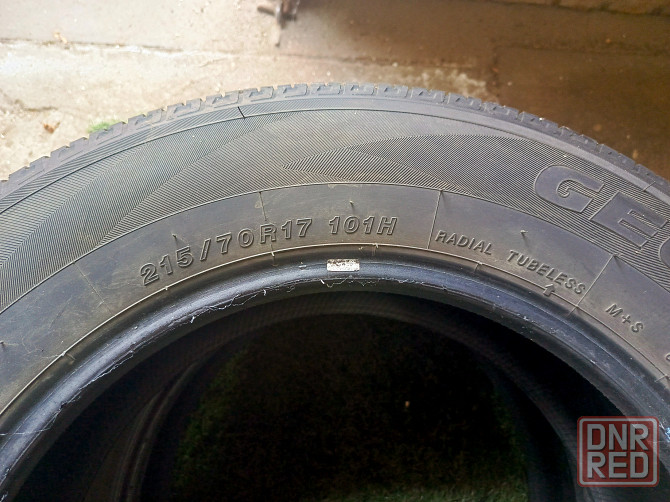 215/70R17 101H
RADIAL TUBELESS
M+S
GEO
DNR
RED